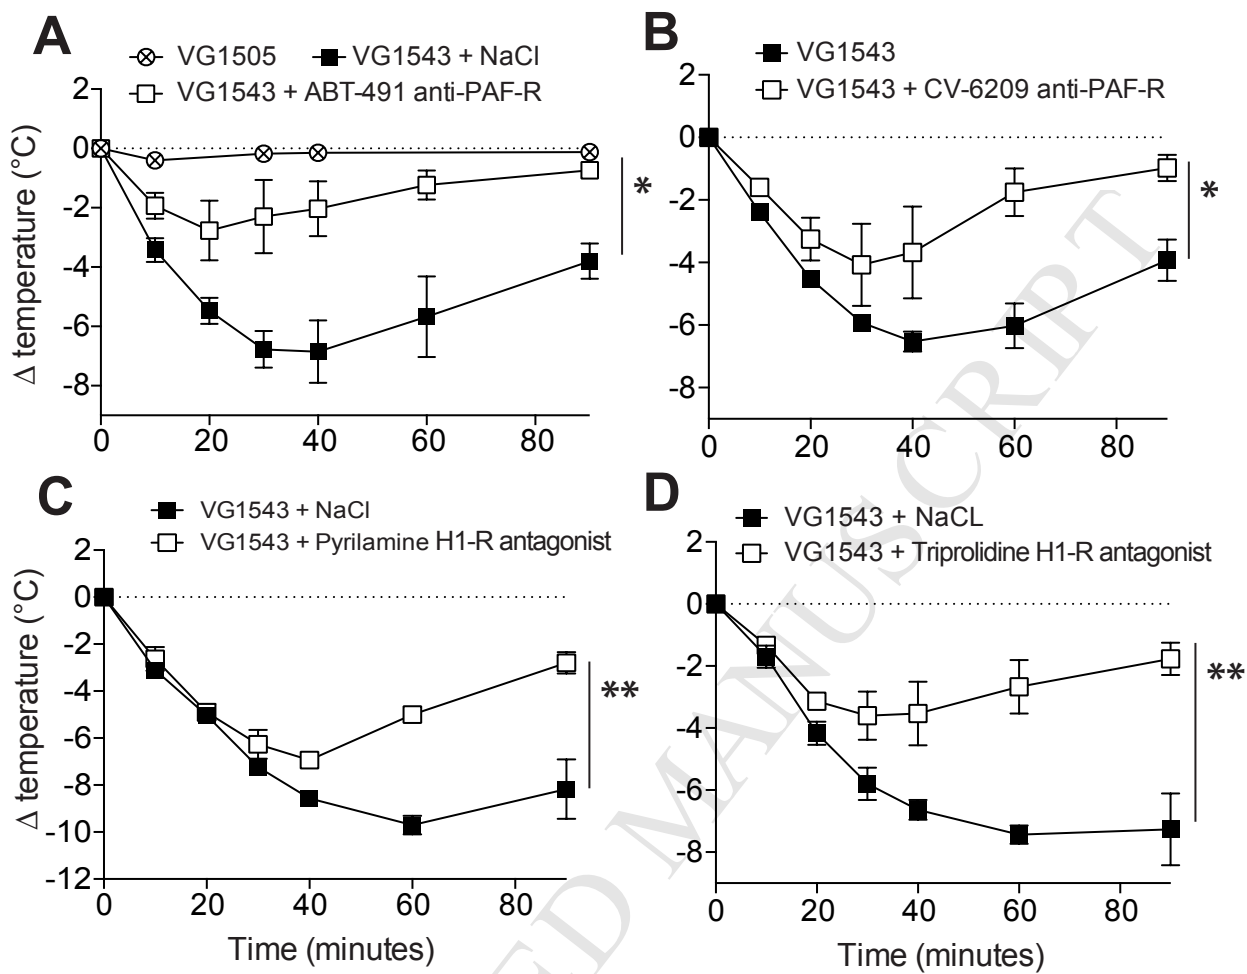 A
VG1505 VG1543 + NaCl
VG1543 + ABT-491 anti-PAF-R
2
0
-2
-4
-6
-8
Δ temperature (°C)
*
0 20 40 60 80
B
VG1543
VG1543 + CV-6209 anti-PAF-R
2
0
-2
-4
-6
-8
*
0 20 40 60 80
C
VG1543 + NaCl
VG1543 + Pyrilamine H1-R antagonist
2
0
-2
-4
-6
-8
-10
-12
Δ temperature (°C)
**
0 20 40 60 80
Time (minutes)
D
VG1543 + NaCL
VG1543 + Triprolidine H1-R antagonist
2
0
-2
-4
-6
-8
**
0 20 40 60 80
Time (minutes)
ED MANUSCRIPT